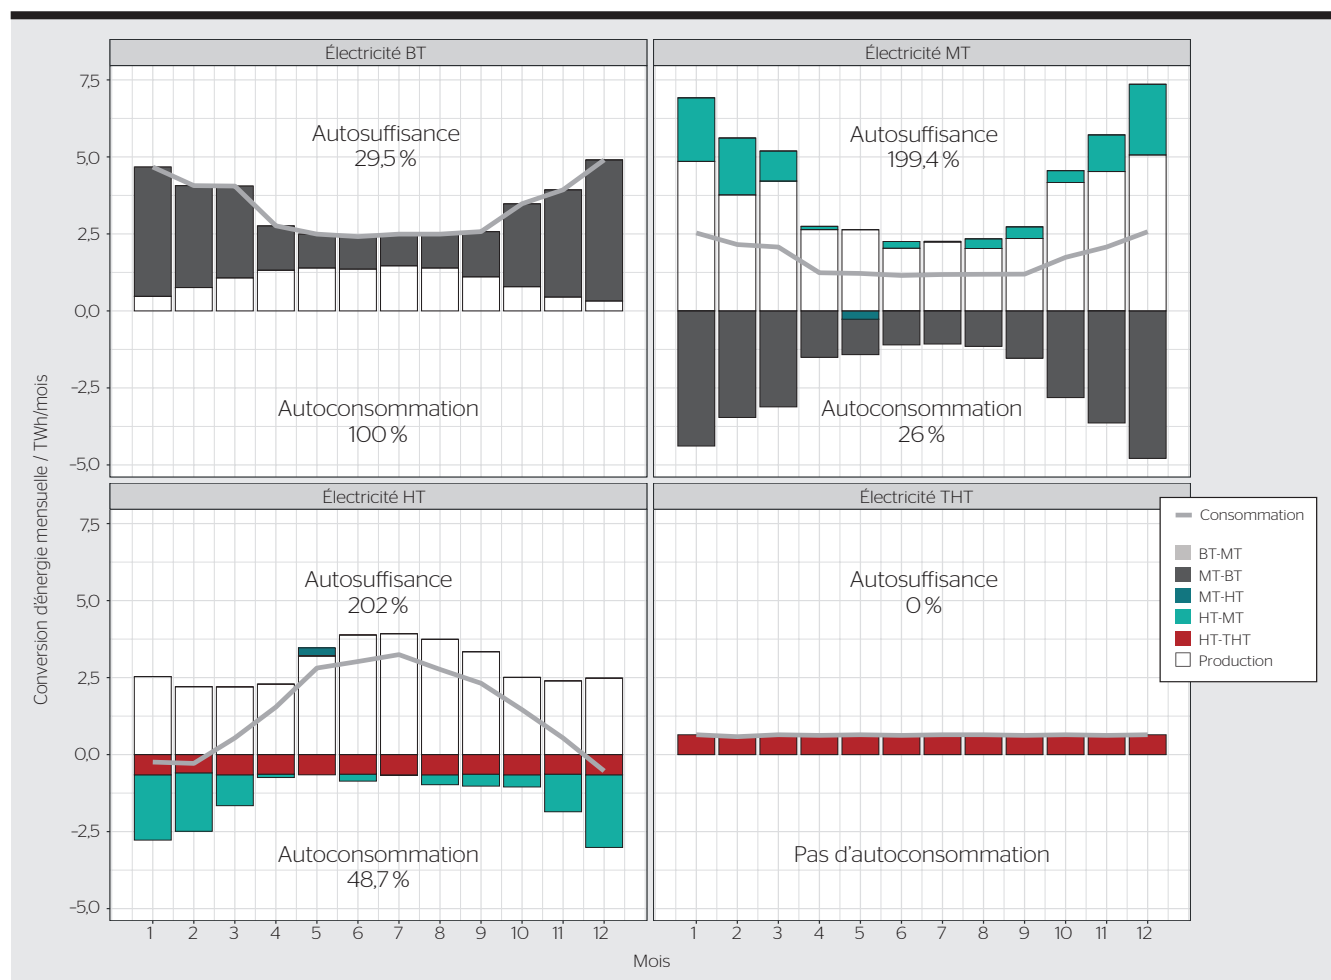 Électricité BT
Électricité MT
7,5
5,0
2,5
0,0
-2,5
-5,0
Autosuffisance
29,5 %
Autoconsommation
100 %
Autosuffisance
199,4 %
Autoconsommation
26 %
Conversion d'énergie mensuelle / TWh/mois
Électricité HT
Électricité THT
7,5
5,0
2,5
0,0
-2,5
-5,0
Autosuffisance
202 %
Autoconsommation
48,7 %
Autosuffisance
0 %
Pas d'autoconsommation
Consommation
BT-MT
MT-BT
MT-HT
HT-MT
HT-THT
Production
1 2 3 4 5 6 7 8 9 10 11 12
1 2 3 4 5 6 7 8 9 10 11 12
Mois